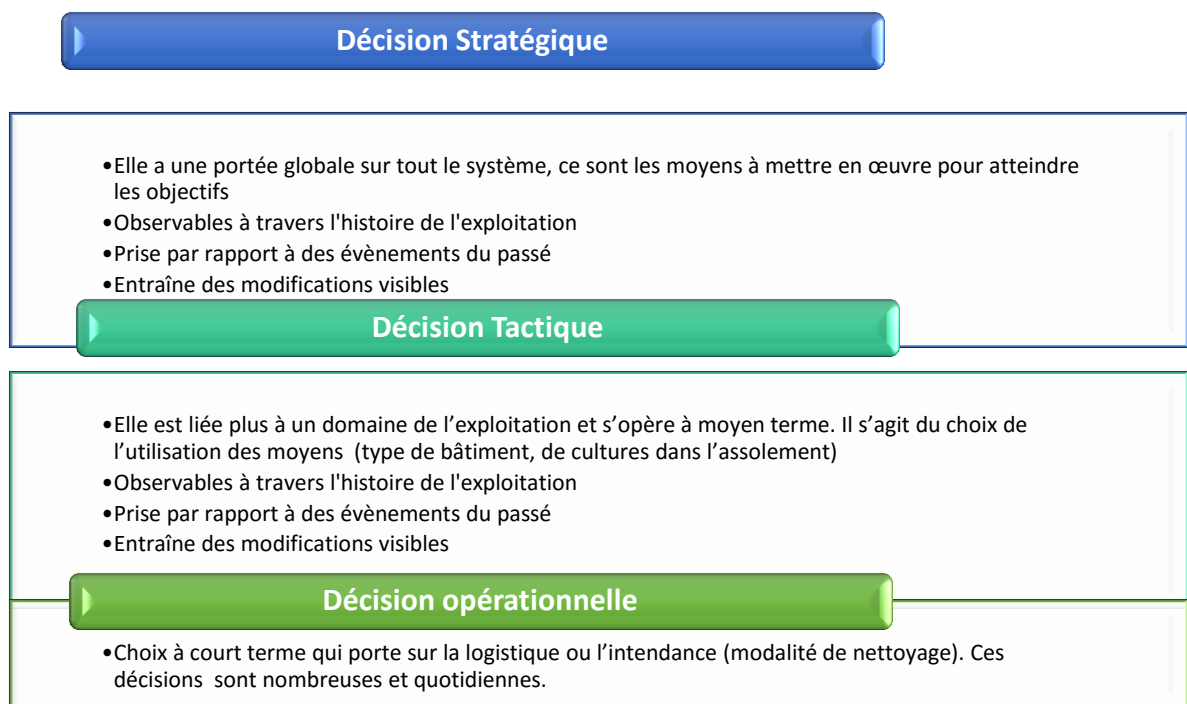 Décision Stratégique
•Elle a une portée globale sur tout le système, ce sont les moyens à mettre en œuvre pour atteindre
les objectifs
•Observables à travers l'histoire de l'exploitation
•Prise par rapport à des évènements du passé
•Entraîne des modifications visibles
Décision Tactique
•Elle est liée plus à un domaine de l’exploitation et s’opère à moyen terme. Il s’agit du choix de
l’utilisation des moyens  (type de bâtiment, de cultures dans l’assolement)
•Observables à travers l'histoire de l'exploitation
•Prise par rapport à des évènements du passé
•Entraîne des modifications visibles
Décision opérationnelle
•Choix à court terme qui porte sur la logistique ou l’intendance (modalité de nettoyage). Ces
décisions  sont nombreuses et quotidiennes.